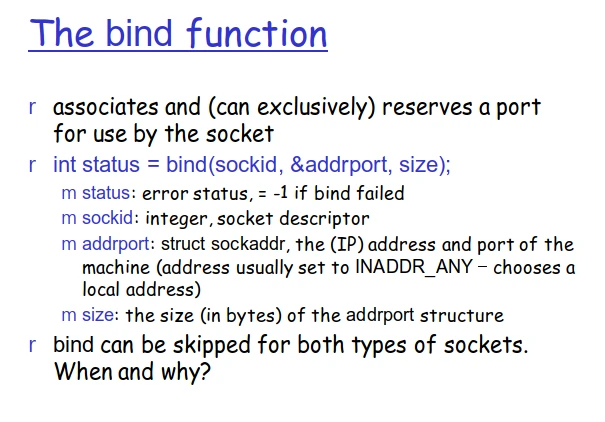 The bind function
r associates and (can exclusively) reserves a port
for use by the socket
r int status = bind(sockid, &addrport, size);
m status: error status, = -1 if bind failed
m sockid: integer, socket descriptor
m addrport: struct sockaddr, the (IP) address and port of the
machine (address usually set to INADDR_ANY – chooses a
local address)
m size: the size (in bytes) of the addrport structure
r bind can be skipped for both types of sockets.
When and why?